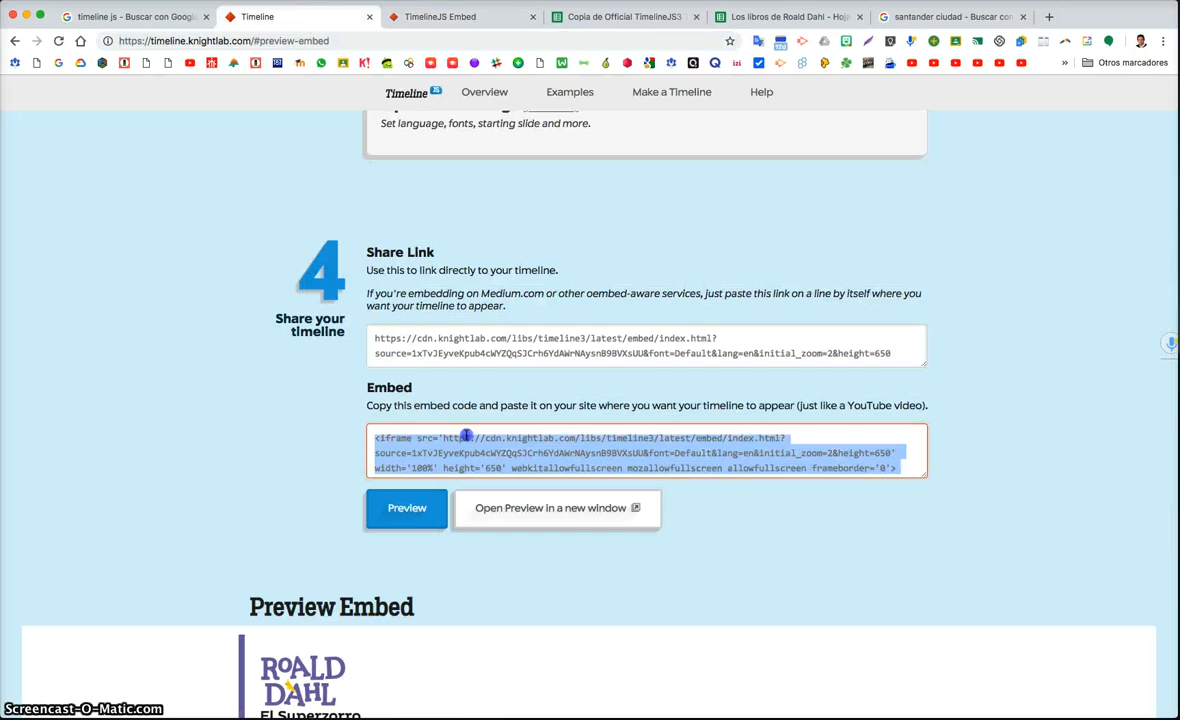 timeline js - Buscar con Google
Timeline
TimelineJS Embed
Copia de Official TimelineJS3
Los libros de Roald Dahl - Hoja
santander ciudad - Buscar con
https://timeline.knightlab.com/#preview-embed
Otros marcadores
Timeline JS
Overview
Examples
Make a Timeline
Help
Set language, fonts, starting slide and more.
4
Share your
timeline
Share Link
Use this to link directly to your timeline.
If you're embedding on Medium.com or other oembed-aware services, just paste this link on a line by itself where you
want your timeline to appear.
https://cdn.knightlab.com/libs/timeline3/latest/embed/index.html?
source=1xTvJEyveKpub4cWYZQqSJCrh6YdAWrNAysnB9BVXsUU&font=Default&lang=en&initial_zoom=2&height=650
Embed
Copy this embed code and paste it on your site where you want your timeline to appear (just like a YouTube video).
<iframe src='https://cdn.knightlab.com/libs/timeline3/latest/embed/index.html?
source=1xTvJEyveKpub4cWYZQqSJCrh6YdAWrNAysnB9BVXsUU&font=Default&lang=en&initial_zoom=2&height=650'
width='100%' height='650' webkitallowfullscreen mozallowfullscreen allowfullscreen frameborder='0'>
Preview
Open Preview in a new window
Preview Embed
ROALD
DAHL
El Superzorro
Screencast-O-Matic.com